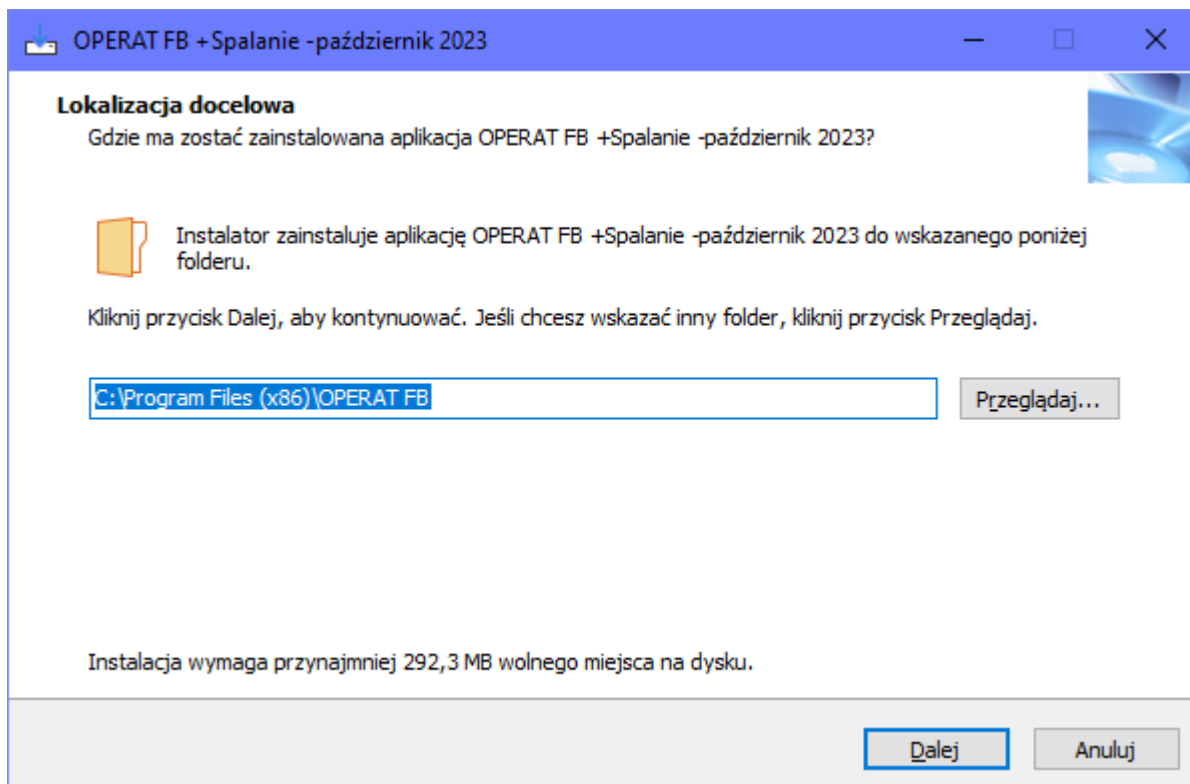 OPERAT FB +Spalanie -październik 2023
Lokalizacja docelowa
Gdzie ma zostać zainstalowana aplikacja OPERAT FB +Spalanie -październik 2023?
Instalator zainstaluje aplikację OPERAT FB +Spalanie -październik 2023 do wskazanego poniżej
folderu.
Kliknij przycisk Dalej, aby kontynuować. Jeśli chcesz wskazać inny folder, kliknij przycisk Przeglądaj.
C:\Program Files (x86)\OPERAT FB
Przeglądaj...
Instalacja wymaga przynajmniej 292,3 MB wolnego miejsca na dysku.
Dalej
Anuluj